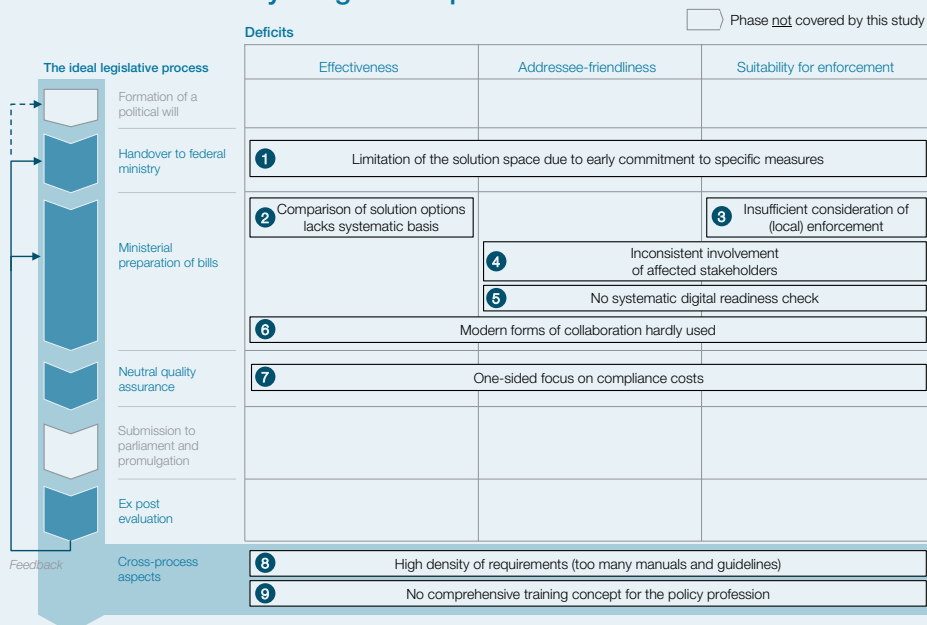 Phase not covered by this study
Deficits
The ideal legislative process
Effectiveness
Addressee-friendliness
Suitability for enforcement
Formation of a
political will
Handover to federal
ministry
1 Limitation of the solution space due to early commitment to specific measures
Ministerial
preparation of bills
2 Comparison of solution options
lacks systematic basis
3 Insufficient consideration of
(local) enforcement
4 Inconsistent involvement
of affected stakeholders
5 No systematic digital readiness check
6 Modern forms of collaboration hardly used
Neutral quality
assurance
7 One-sided focus on compliance costs
Submission to
parliament and
promulgation
Ex post
evaluation
Feedback
Cross-process
aspects
8 High density of requirements (too many manuals and guidelines)
9 No comprehensive training concept for the policy profession